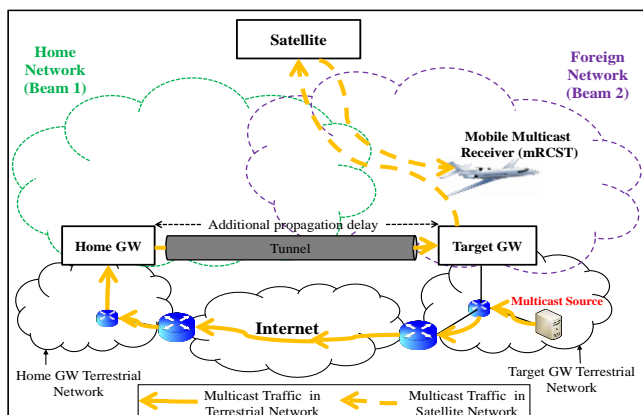 Satellite
Home
Network
(Beam 1)
Foreign
Network
(Beam 2)
Mobile Multicast
Receiver (mRCST)
Additional propagation delay
Home GW
Tunnel
Target GW
Multicast Source
Internet
Home GW Terrestrial
Network
Target GW Terrestrial
Network
Multicast Traffic in
Terrestrial Network
Multicast Traffic in
Satellite Network